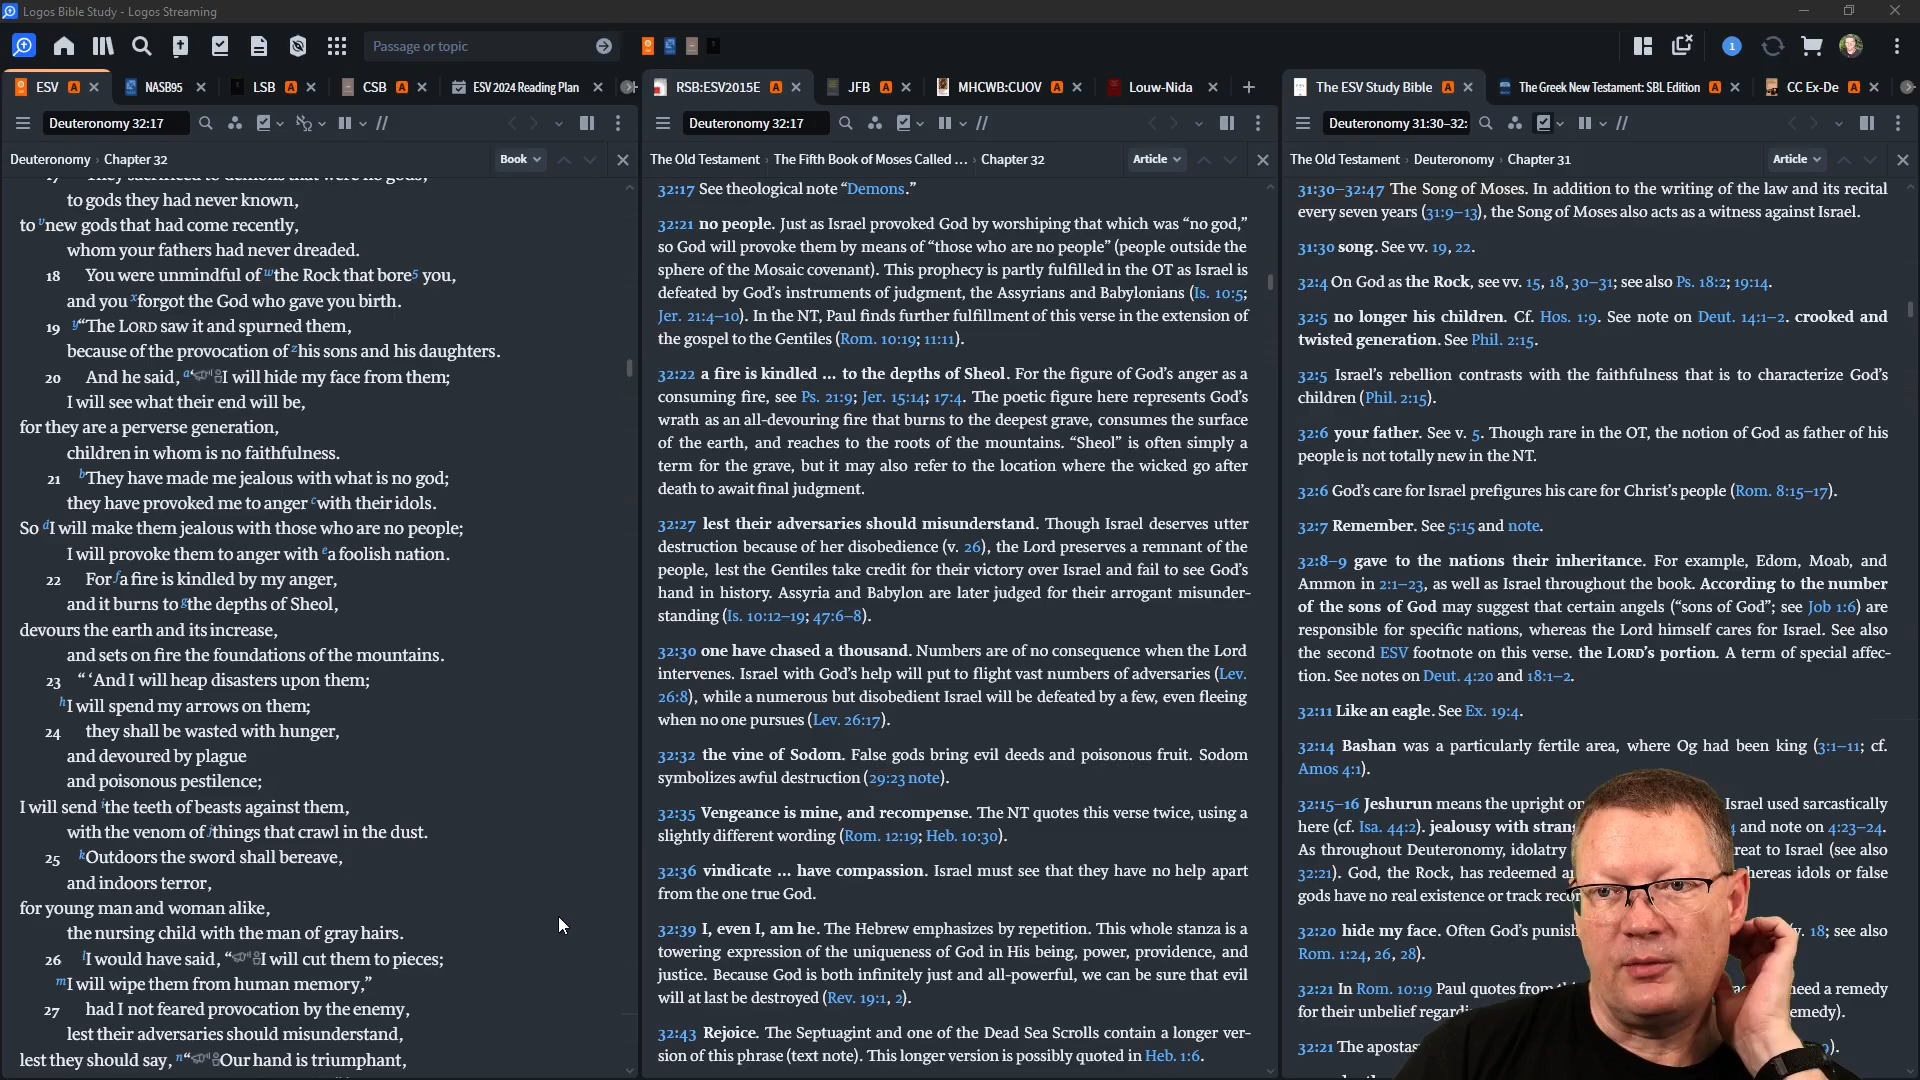 Logos Bible Study - Logos Streaming
Passage or topic
1
ESV A
NASB95
LSB A
CSB A
ESV 2024 Reading Plan
RSB:ESV2015E A
JFB A
MHCWB:CUOV A
Louw-Nida
The ESV Study Bible A
The Greek New Testament: SBL Edition A
CC Ex-De A
Deuteronomy 32:17
Deuteronomy 32:17
Deuteronomy 31:30–32:
Deuteronomy › Chapter 32
Book
to gods they had never known,
to vnew gods that had come recently,
whom your fathers had never dreaded.
18 You were unmindful of wthe Rock that bore5 you,
and you xforgot the God who gave you birth.
19 y“The LORD saw it and spurned them,
because of the provocation of zhis sons and his daughters.
20 And he said, a‘I will hide my face from them;
I will see what their end will be,
for they are a perverse generation,
children in whom is no faithfulness.
21 bThey have made me jealous with what is no god;
they have provoked me to anger cwith their idols.
So dI will make them jealous with those who are no people;
I will provoke them to anger with ea foolish nation.
22 For fa fire is kindled by my anger,
and it burns to gthe depths of Sheol,
devours the earth and its increase,
and sets on fire the foundations of the mountains.
23 “ ‘And I will heap disasters upon them;
hI will spend my arrows on them;
24 they shall be wasted with hunger,
and devoured by plague
and poisonous pestilence;
I will send ithe teeth of beasts against them,
with the venom of jthings that crawl in the dust.
25 kOutdoors the sword shall bereave,
and indoors terror,
for young man and woman alike,
the nursing child with the man of gray hairs.
26 lI would have said, “I will cut them to pieces;
mI will wipe them from human memory,”
27 had I not feared provocation by the enemy,
lest their adversaries should misunderstand,
lest they should say, n“Our hand is triumphant,
The Old Testament › The Fifth Book of Moses Called ... › Chapter 32
Article
32:17 See theological note “Demons.”
32:21 no people. Just as Israel provoked God by worshiping that which was “no god,”
so God will provoke them by means of “those who are no people” (people outside the
sphere of the Mosaic covenant). This prophecy is partly fulfilled in the OT as Israel is
defeated by God’s instruments of judgment, the Assyrians and Babylonians (Is. 10:5;
Jer. 21:4–10). In the NT, Paul finds further fulfillment of this verse in the extension of
the gospel to the Gentiles (Rom. 10:19; 11:11).
32:22 a fire is kindled ... to the depths of Sheol. For the figure of God’s anger as a
consuming fire, see Ps. 21:9; Jer. 15:14; 17:4. The poetic figure here represents God’s
wrath as an all-devouring fire that burns to the deepest grave, consumes the surface
of the earth, and reaches to the roots of the mountains. “Sheol” is often simply a
term for the grave, but it may also refer to the location where the wicked go after
death to await final judgment.
32:27 lest their adversaries should misunderstand. Though Israel deserves utter
destruction because of her disobedience (v. 26), the Lord preserves a remnant of the
people, lest the Gentiles take credit for their victory over Israel and fail to see God’s
hand in history. Assyria and Babylon are later judged for their arrogant misunder-
standing (Is. 10:12–19; 47:6–8).
32:30 one have chased a thousand. Numbers are of no consequence when the Lord
intervenes. Israel with God’s help will put to flight vast numbers of adversaries (Lev.
26:8), while a numerous but disobedient Israel will be defeated by a few, even fleeing
when no one pursues (Lev. 26:17).
32:32 the vine of Sodom. False gods bring evil deeds and poisonous fruit. Sodom
symbolizes awful destruction (29:23 note).
32:35 Vengeance is mine, and recompense. The NT quotes this verse twice, using a
slightly different wording (Rom. 12:19; Heb. 10:30).
32:36 vindicate ... have compassion. Israel must see that they have no help apart
from the one true God.
32:39 I, even I, am he. The Hebrew emphasizes by repetition. This whole stanza is a
towering expression of the uniqueness of God in His being, power, providence, and
justice. Because God is both infinitely just and all-powerful, we can be sure that evil
will at last be destroyed (Rev. 19:1, 2).
32:43 Rejoice. The Septuagint and one of the Dead Sea Scrolls contain a longer ver-
sion of this phrase (text note). This longer version is possibly quoted in Heb. 1:6.
The Old Testament › Deuteronomy › Chapter 31
Article
31:30–32:47 The Song of Moses. In addition to the writing of the law and its recital
every seven years (31:9–13), the Song of Moses also acts as a witness against Israel.
31:30 song. See vv. 19, 22.
32:4 On God as the Rock, see vv. 15, 18, 30–31; see also Ps. 18:2; 19:14.
32:5 no longer his children. Cf. Hos. 1:9. See note on Deut. 14:1–2. crooked and
twisted generation. See Phil. 2:15.
32:5 Israel’s rebellion contrasts with the faithfulness that is to characterize God’s
children (Phil. 2:15).
32:6 your father. See v. 5. Though rare in the OT, the notion of God as father of his
people is not totally new in the NT.
32:6 God’s care for Israel prefigures his care for Christ’s people (Rom. 8:15–17).
32:7 Remember. See 5:15 and note.
32:8–9 gave to the nations their inheritance. For example, Edom, Moab, and
Ammon in 2:1–23, as well as Israel throughout the book. According to the number
of the sons of God may suggest that certain angels (“sons of God”; see Job 1:6) are
responsible for specific nations, whereas the Lord himself cares for Israel. See also
the second ESV footnote on this verse. the LORD’s portion. A term of special affec-
tion. See notes on Deut. 4:20 and 18:1–2.
32:11 Like an eagle. See Ex. 19:4.
32:14 Bashan was a particularly fertile area, where Og had been king (3:1–11; cf.
Amos 4:1).
32:15–16 Jeshurun means the upright Israel used sarcastically
here (cf. Isa. 44:2). jealousy with and note on 4:23–24.
As throughout Deuteronomy, idolatry to Israel (see also
32:21). God, the Rock, has redeemed whereas idols or false
gods have no real existence or track
32:20 hide my face. Often God’s 18; see also
Rom. 1:24, 26, 28).
32:21 In Rom. 10:19 Paul quotes need a remedy
for their unbelief
32:21 The